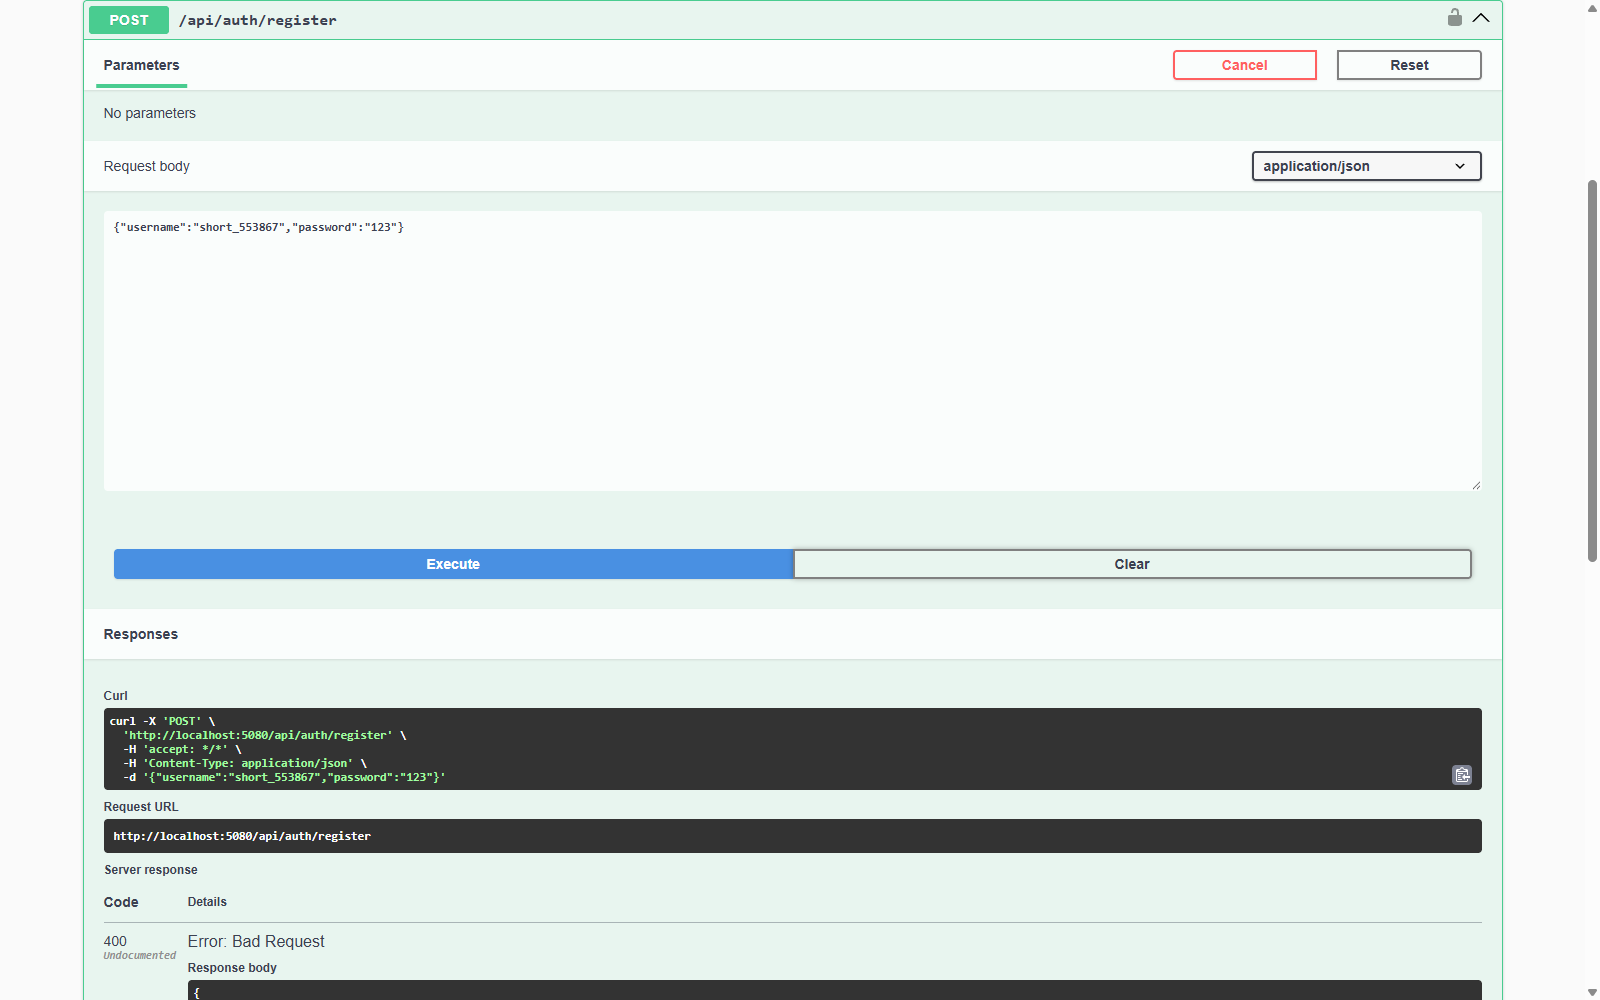 POST /api/auth/register
Parameters
Cancel
Reset
No parameters
Request body
application/json
{"username":"short_553867","password":"123"}
Execute
Clear
Responses
Curl
curl -X 'POST' \
  'http://localhost:5080/api/auth/register' \
  -H 'accept: */*' \
  -H 'Content-Type: application/json' \
  -d '{"username":"short_553867","password":"123"}'
Request URL
http://localhost:5080/api/auth/register
Server response
Code Details
400 Error: Bad Request
Undocumented
Response body
{